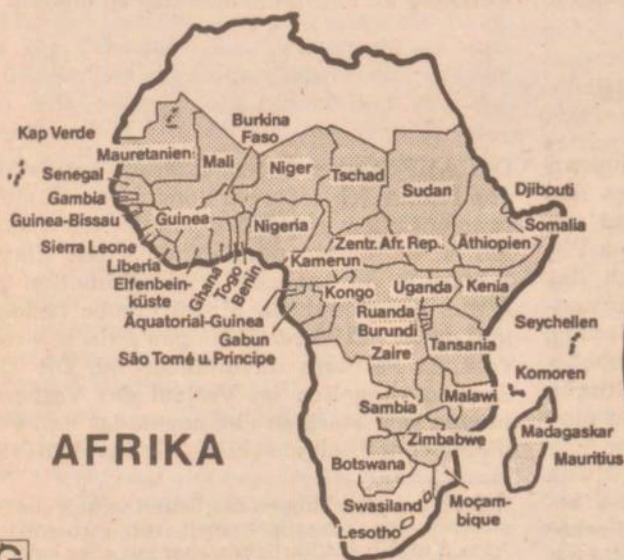 Kap Verde
Burkina
Faso
Mauretanien
Mali
Niger
Tschad
Sudan
Djibouti
Senegal
Gambia
Guinea-Bissau
Guinea
Nigeria
Somalia
Sierra Leone
Zentr. Afr. Rep.
Äthiopien
Liberia
Kamerun
Elfenbein-
küste
Ghana
Togo
Benin
Kongo
Uganda
Kenia
Äquatorial-Guinea
Ruanda
Seychellen
Gabun
Burundi
Tansania
São Tomé u. Príncipe
Zaire
Komoren
Malawi
Sambia
AFRIKA
Zimbabwe
Madagaskar
Mauritius
Botswana
Moçam-
bique
Swasiland
Lesotho
G